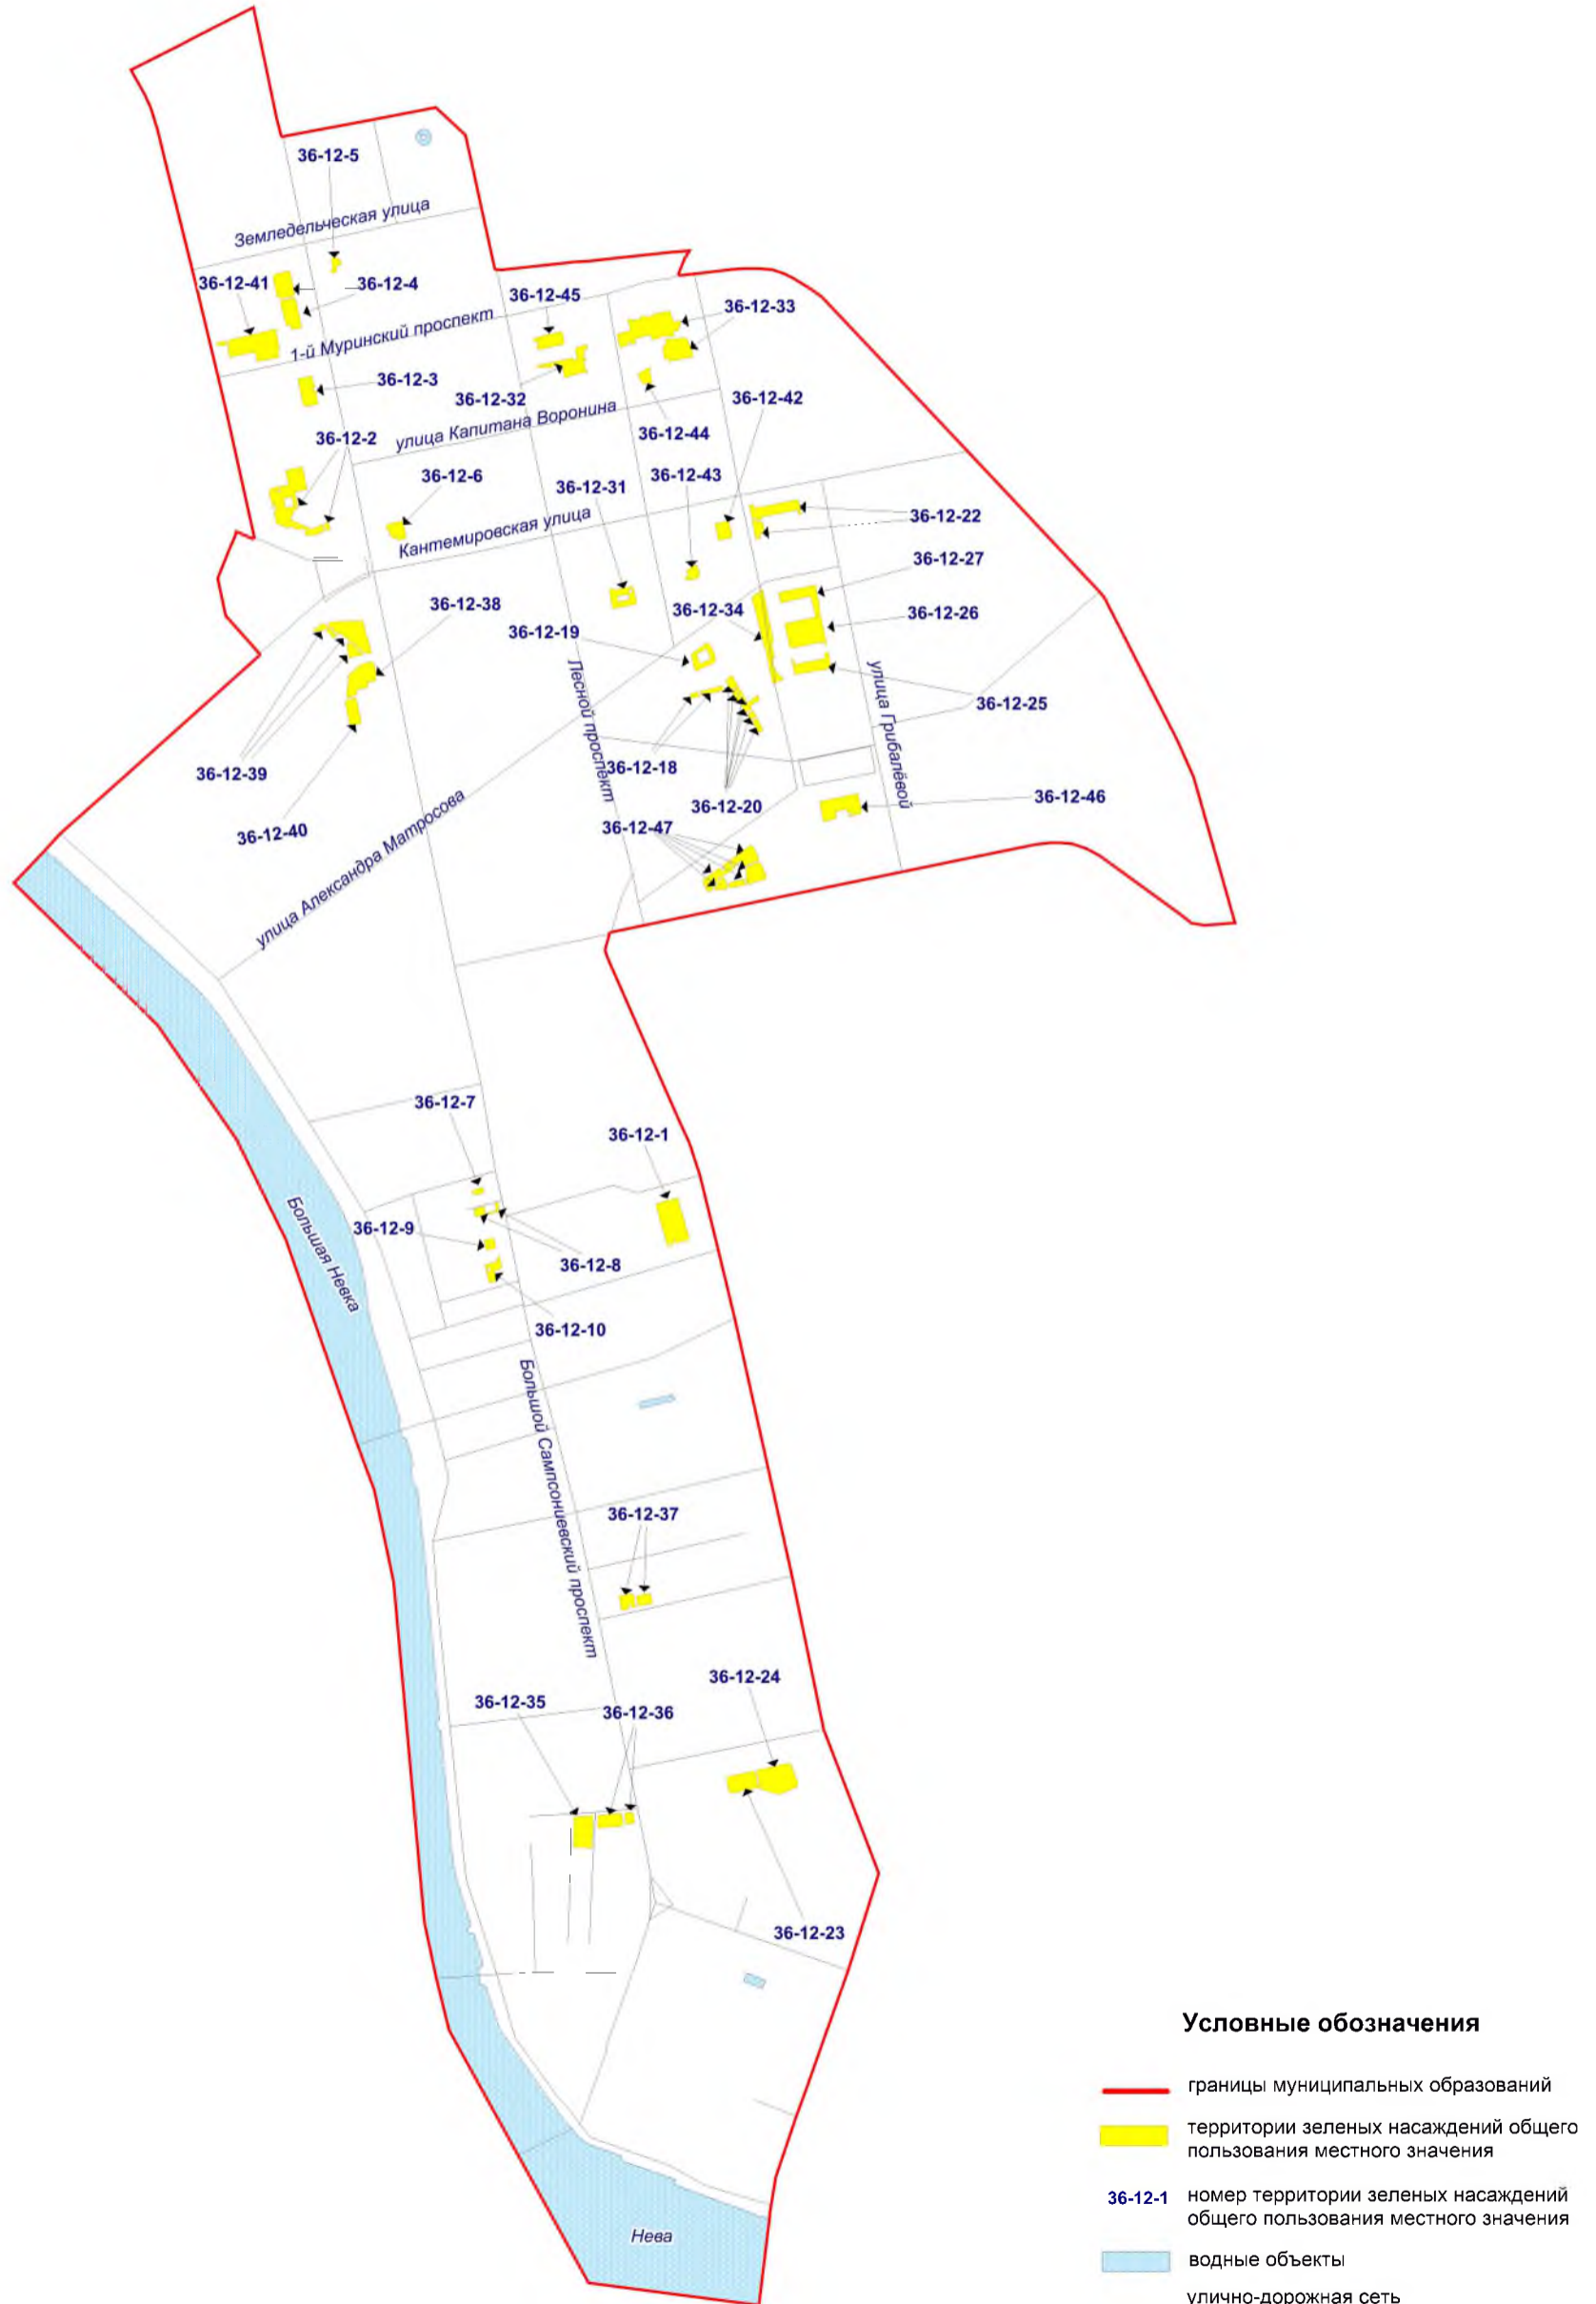 36-12-5
Земледельческая улица
36-12-41
36-12-4
36-12-45
36-12-33
1-й Муринский проспект
36-12-3
36-12-32
36-12-42
улица Капитана Воронина
36-12-2
36-12-44
36-12-6
36-12-43
36-12-31
36-12-22
Кантемировская улица
36-12-27
36-12-38
36-12-34
36-12-26
36-12-19
Лесной проспект
улица Грибалёвой
36-12-25
36-12-39
36-12-18
36-12-20
36-12-46
36-12-40
36-12-47
улица Александра Матросова
36-12-7
36-12-1
Большая Невка
36-12-9
36-12-8
36-12-10
Большой Сампсониевский проспект
36-12-37
36-12-24
36-12-35
36-12-36
36-12-23
Нева
Условные обозначения
границы муниципальных образований
территории зеленых насаждений общего
пользования местного значения
36-12-1 номер территории зеленых насаждений
общего пользования местного значения
водные объекты
улично-дорожная сеть